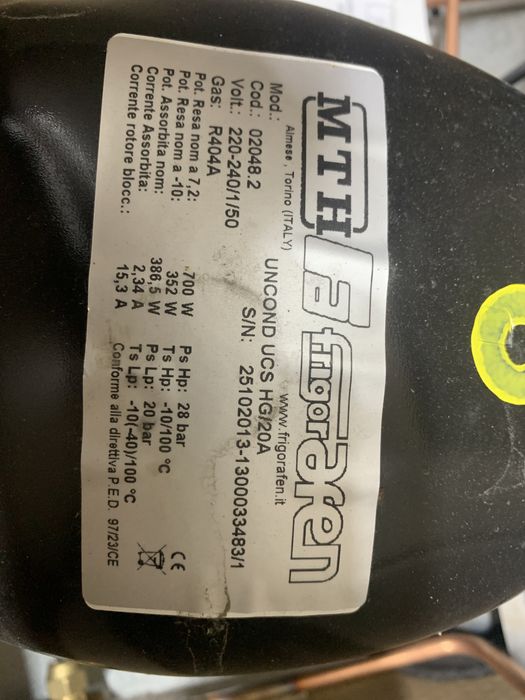 MTH la frigorafen
Almese, Torino (ITALY) www.frigorafen.it
Mod.: UNCOND UCS HG/20A
Cod.: 02048.2 S/N: 25102013-1300033483/1
Volt.: 220-240/1/50
Gas: R404A
Pot. Resa nom a 7,2: 700 W Ps Hp: 28 bar
Pot. Resa nom a -10: 352 W Ts Hp: -10/100 °C
Pot. Assorbita nom: 386,5 W Ps Lp: 20 bar
Corrente Assorbita: 2,34 A Ts Lp: -10(-40)/100 °C
Corrente rotore blocc.: 15,3 A Conforme alla direttiva P.E.D. 97/23/CE
CE